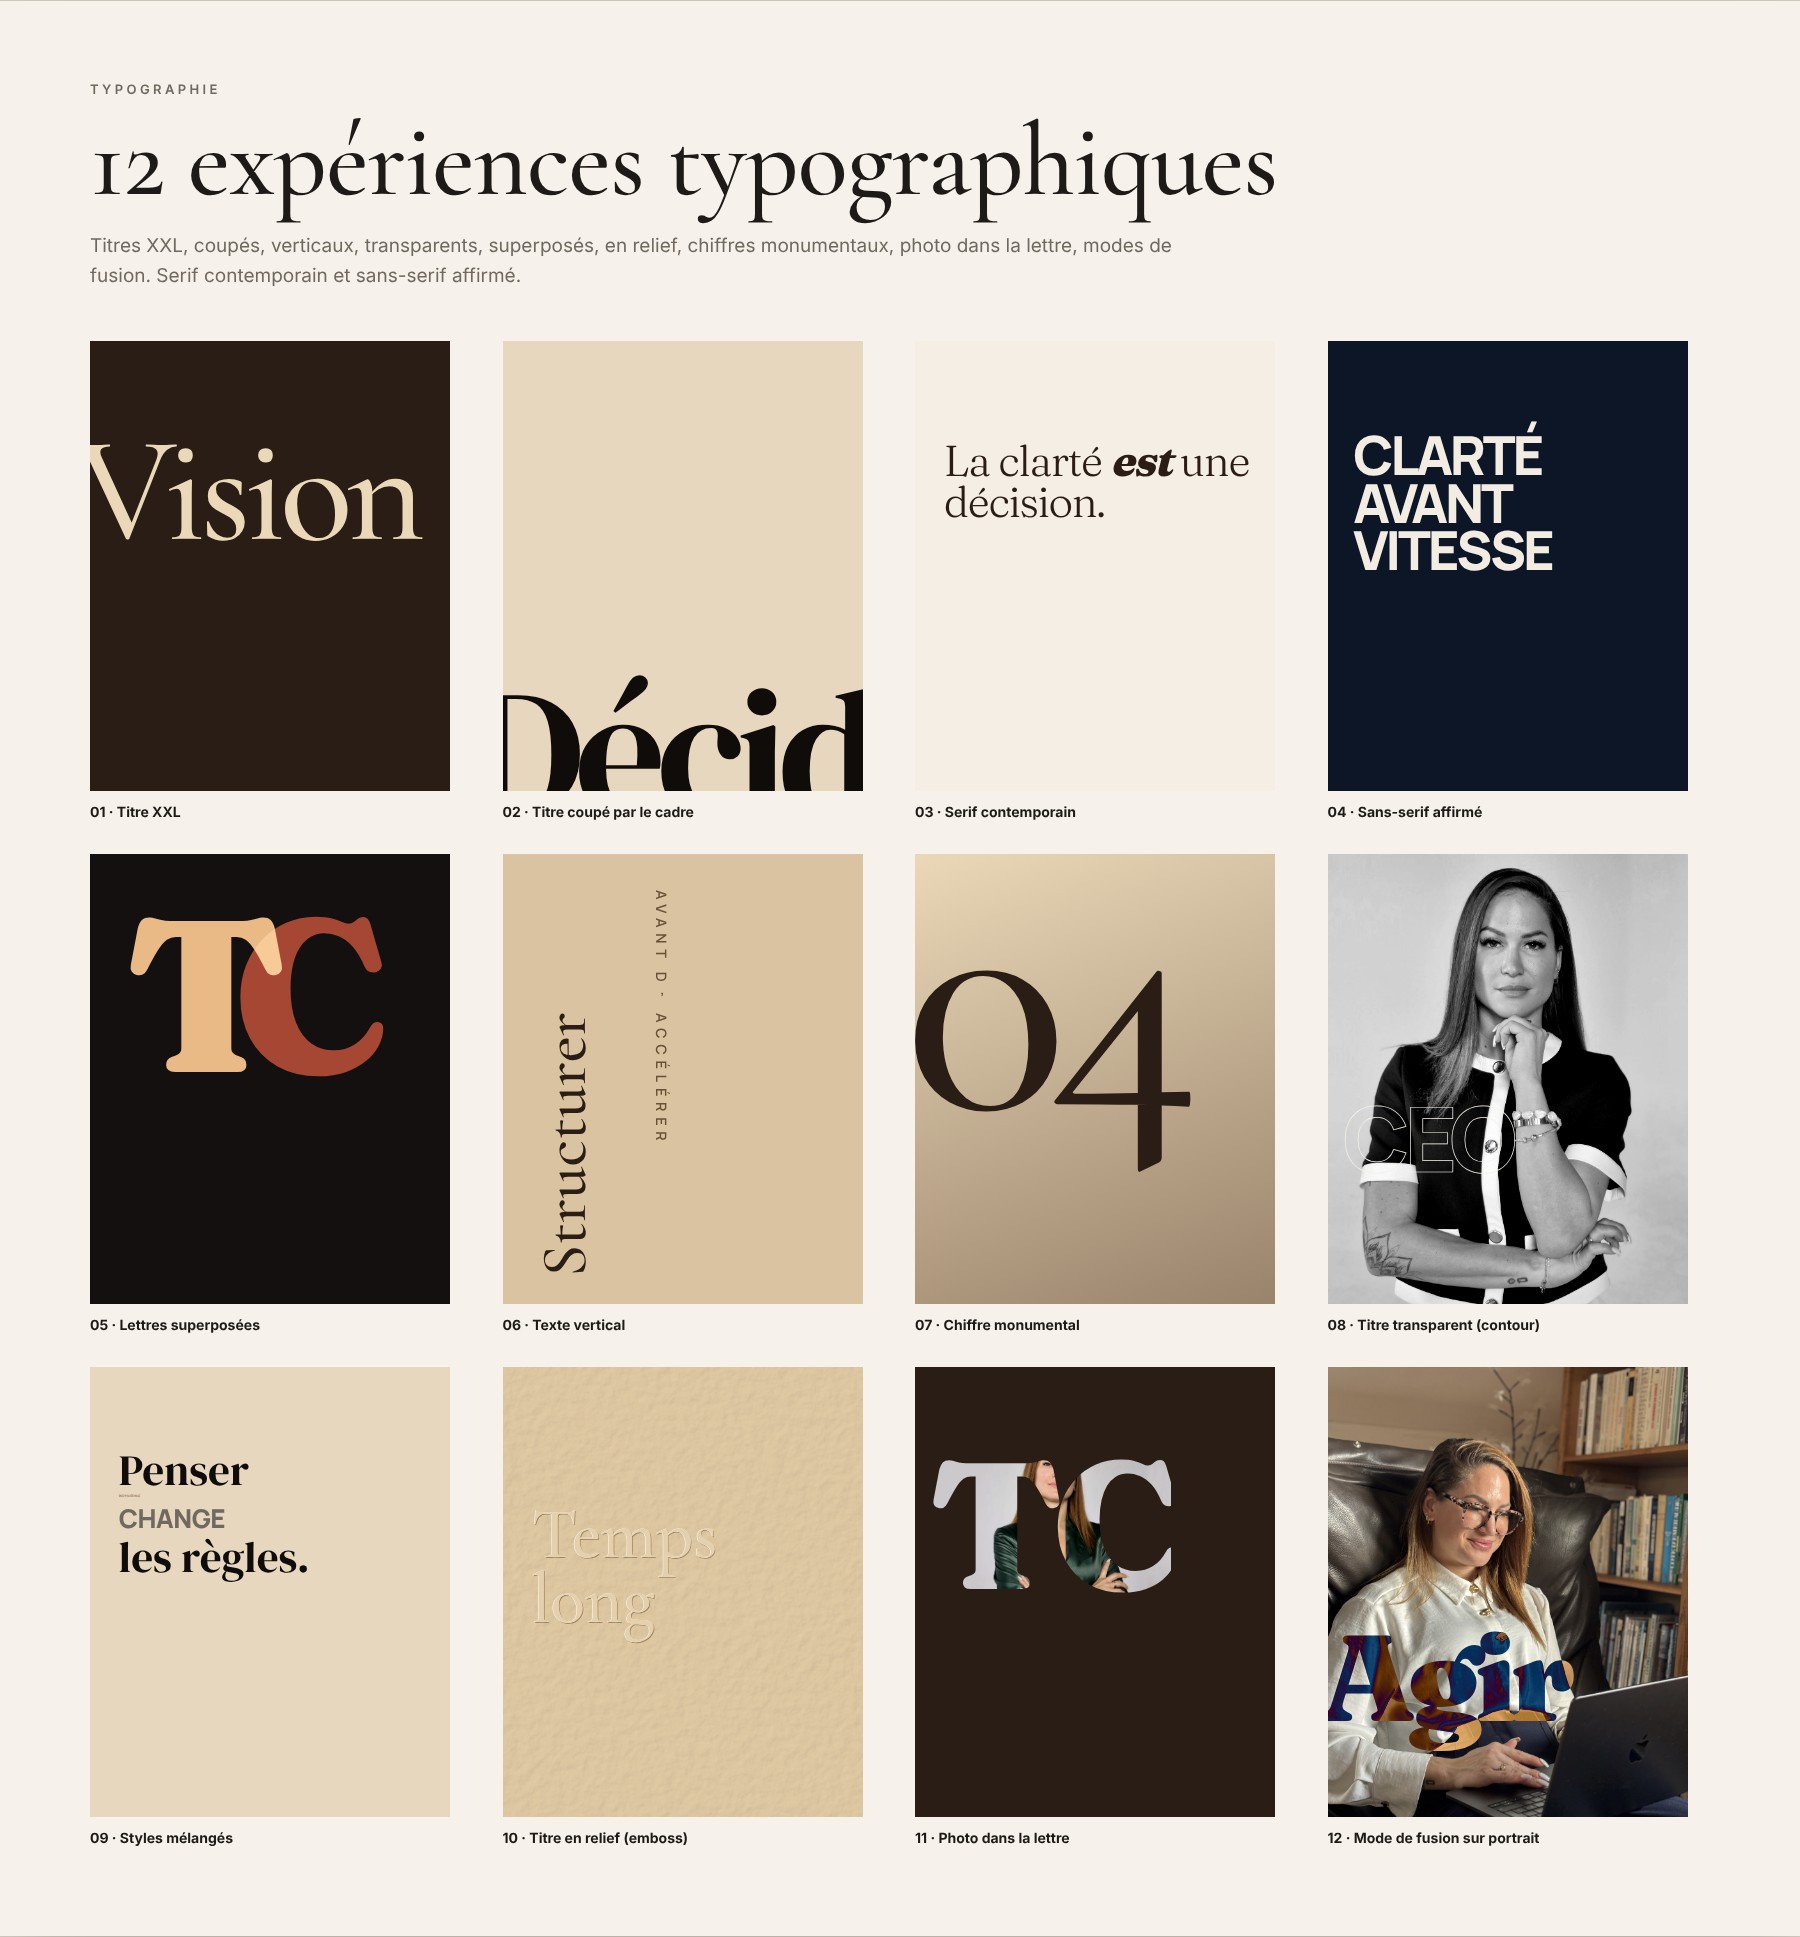 TYPOGRAPHIE
12 expériences typographiques
Titres XXL, coupés, verticaux, transparents, superposés, en relief, chiffres monumentaux, photo dans la lettre, modes de
fusion. Serif contemporain et sans-serif affirmé.
Vision
01 · Titre XXL
Décid
02 · Titre coupé par le cadre
La clarté est une
décision.
03 · Serif contemporain
CLARTÉ
AVANT
VITESSE
04 · Sans-serif affirmé
TC
05 · Lettres superposées
Structurer
AVANT D - ACCÉLÉRER
06 · Texte vertical
04
07 · Chiffre monumental
CEO
08 · Titre transparent (contour)
Penser
CHANGE
les règles.
09 · Styles mélangés
Temps
long
10 · Titre en relief (emboss)
TC
11 · Photo dans la lettre
Agir
12 · Mode de fusion sur portrait